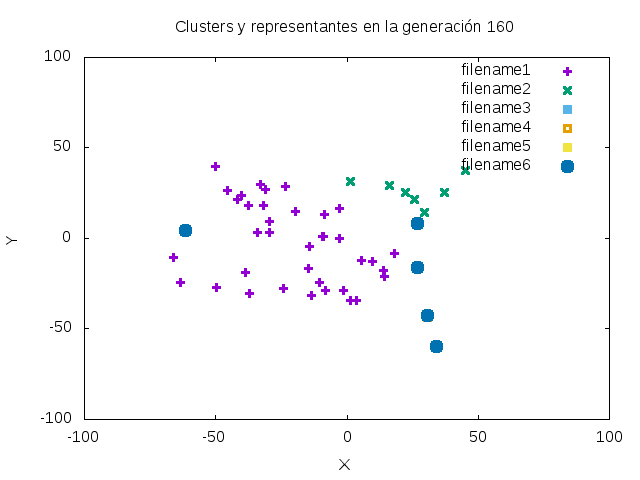 Clusters y representantes en la generación 160
100
50
0
-50
-100
-100
-50
0
50
100
Y
X
filename1
filename2
filename3
filename4
filename5
filename6